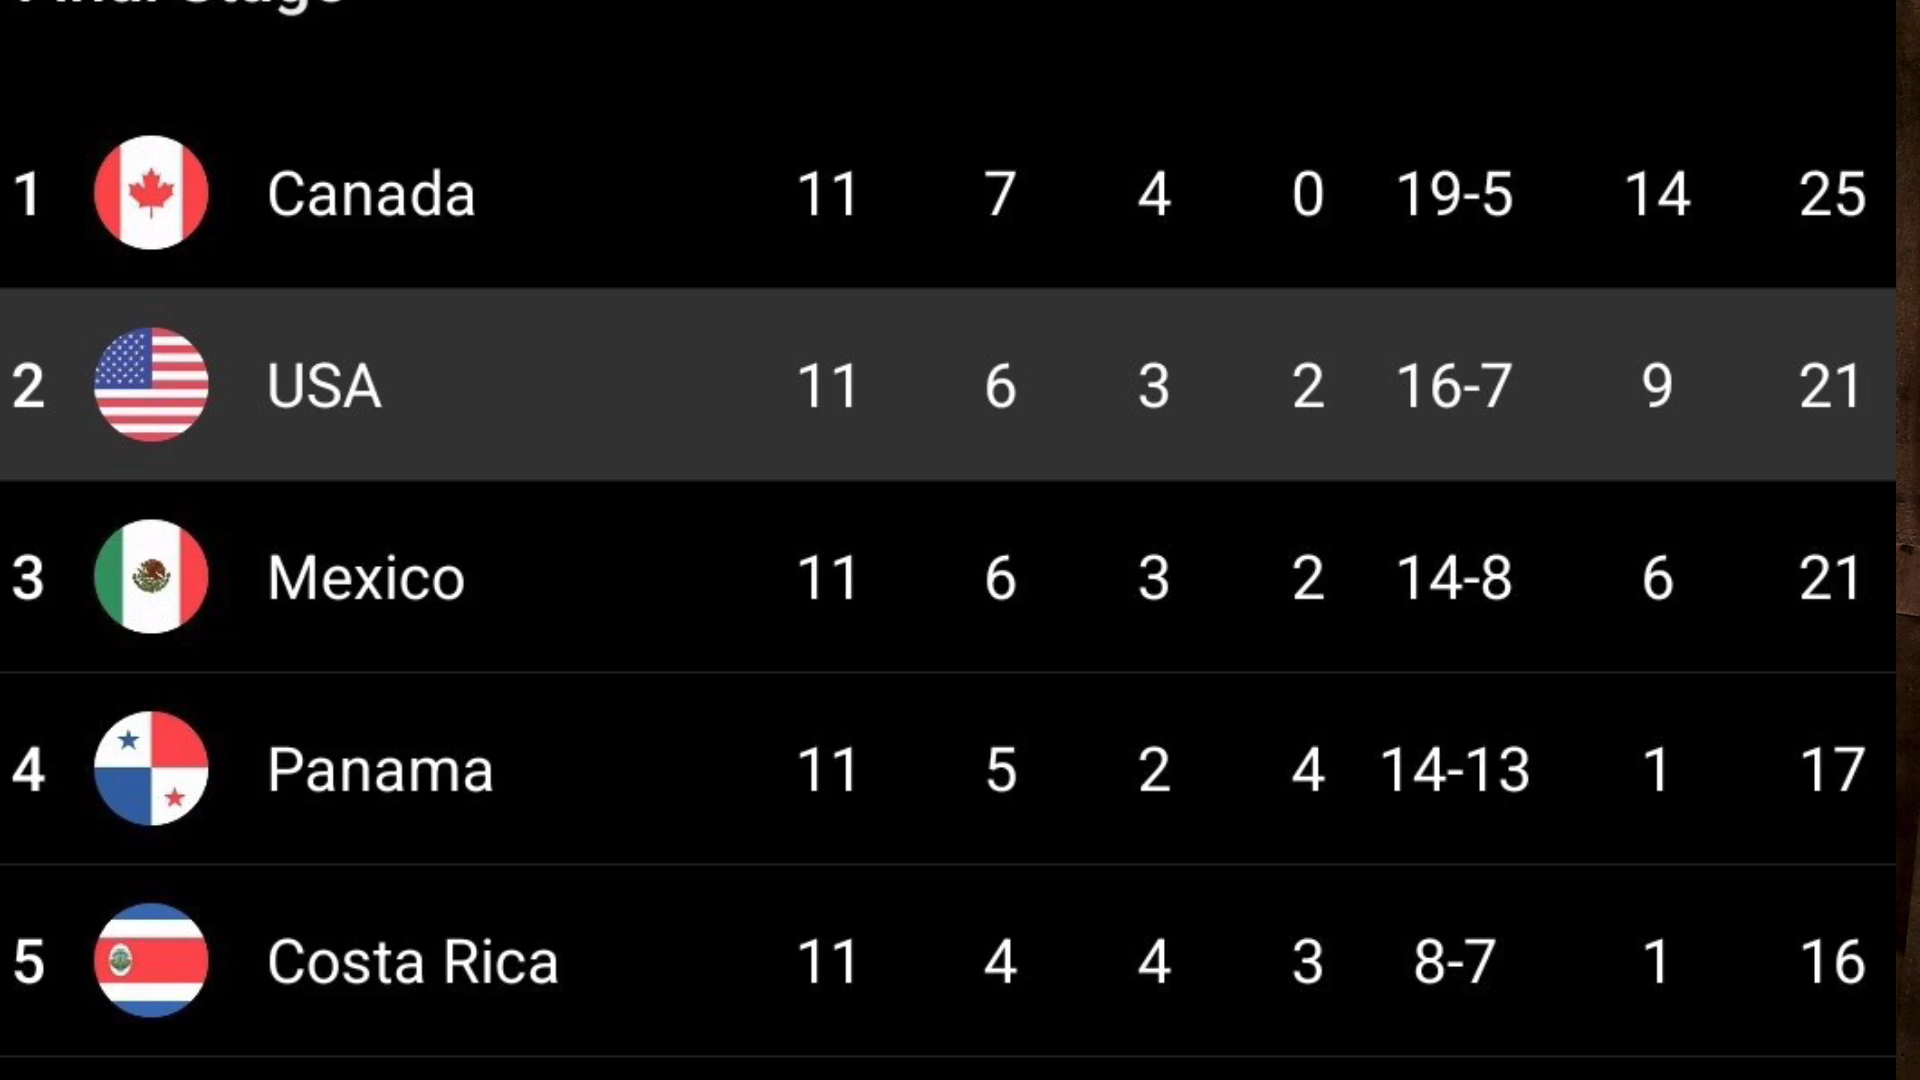 Final Stage
1 Canada 11 7 4 0 19-5 14 25
2 USA 11 6 3 2 16-7 9 21
3 Mexico 11 6 3 2 14-8 6 21
4 Panama 11 5 2 4 14-13 1 17
5 Costa Rica 11 4 4 3 8-7 1 16